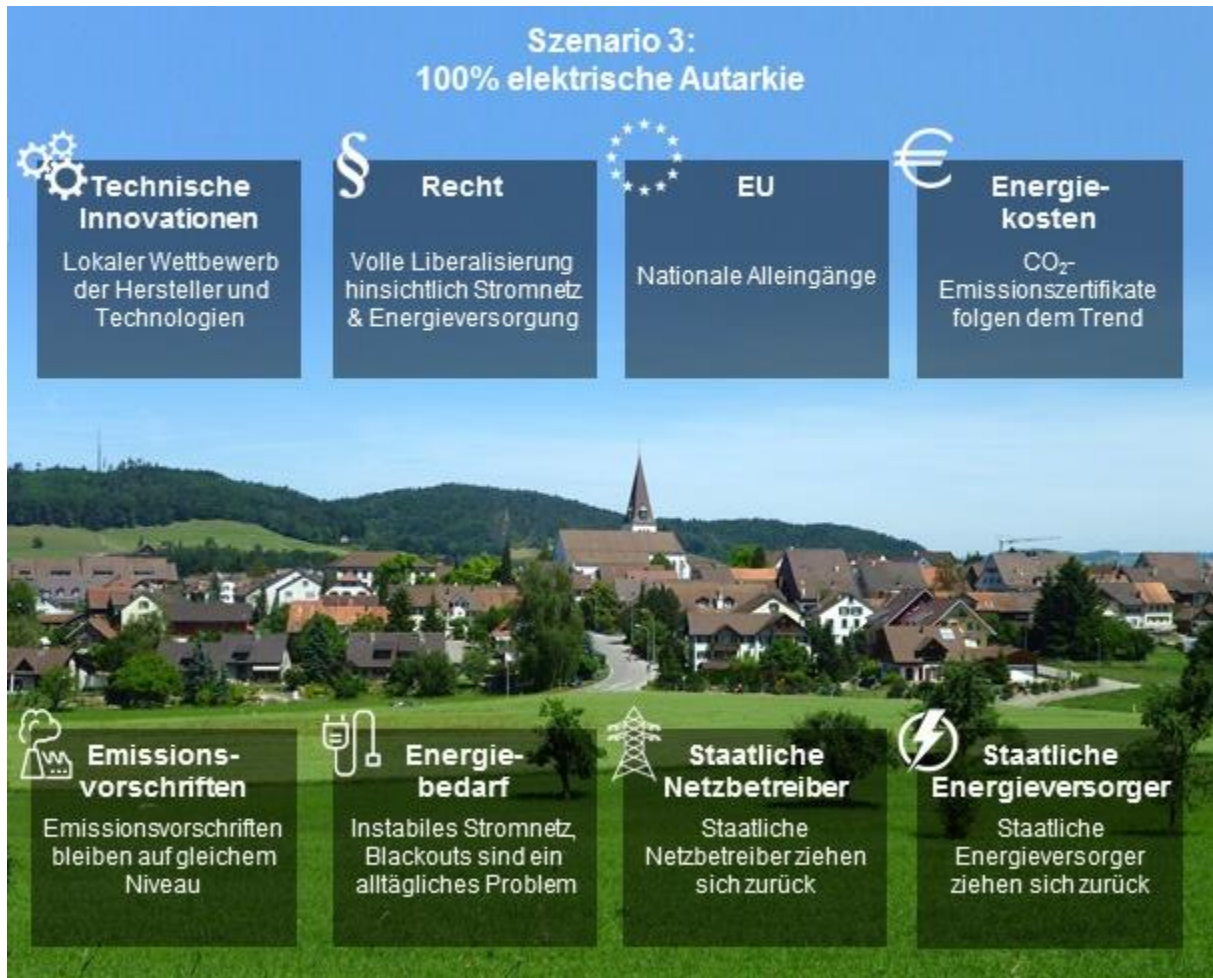 Szenario 3:
100% elektrische Autarkie
Technische
Innovationen
Lokaler Wettbewerb
der Hersteller und
Technologien
§
Recht
Volle Liberalisierung
hinsichtlich Stromnetz
& Energieversorgung
EU
Nationale Alleingänge
€
Energie-
kosten
CO₂-
Emissionszertifikate
folgen dem Trend
Emissions-
vorschriften
Emissionsvorschriften
bleiben auf gleichem
Niveau
Energie-
bedarf
Instabiles Stromnetz,
Blackouts sind ein
alltägliches Problem
Staatliche
Netzbetreiber
Staatliche
Netzbetreiber ziehen
sich zurück
Staatliche
Energieversorger
Staatliche
Energieversorger
ziehen sich zurück